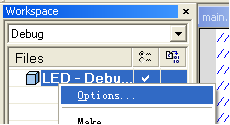 Workspace
main.
Debug
Files
LED - Debu...
Options...
Make